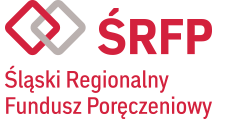 ŚRFP
Śląski Regionalny
Fundusz Poręczeniowy